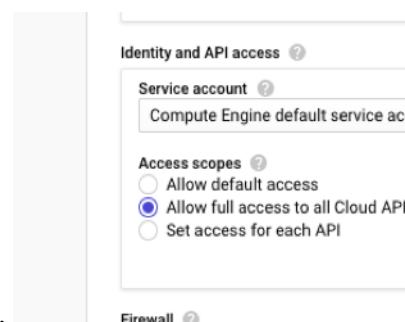 Identity and API access
Service account
Compute Engine default service ac
Access scopes
Allow default access
Allow full access to all Cloud API
Set access for each API
Firewall